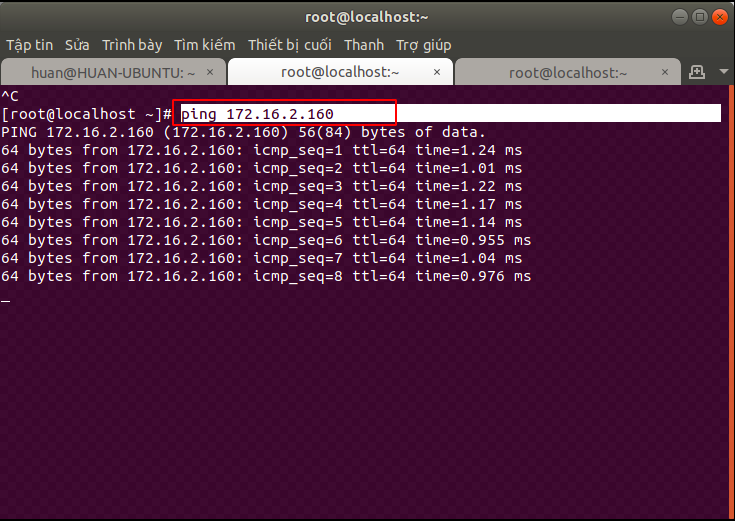 root@localhost:~
Tập tin Sửa Trình bày Tìm kiếm Thiết bị cuối Thanh Trợ giúp
huan@HUAN-UBUNTU: ~ × root@localhost:~ × root@localhost:~ ×
^C
[root@localhost ~]# ping 172.16.2.160
PING 172.16.2.160 (172.16.2.160) 56(84) bytes of data.
64 bytes from 172.16.2.160: icmp_seq=1 ttl=64 time=1.24 ms
64 bytes from 172.16.2.160: icmp_seq=2 ttl=64 time=1.01 ms
64 bytes from 172.16.2.160: icmp_seq=3 ttl=64 time=1.22 ms
64 bytes from 172.16.2.160: icmp_seq=4 ttl=64 time=1.17 ms
64 bytes from 172.16.2.160: icmp_seq=5 ttl=64 time=1.14 ms
64 bytes from 172.16.2.160: icmp_seq=6 ttl=64 time=0.955 ms
64 bytes from 172.16.2.160: icmp_seq=7 ttl=64 time=1.04 ms
64 bytes from 172.16.2.160: icmp_seq=8 ttl=64 time=0.976 ms